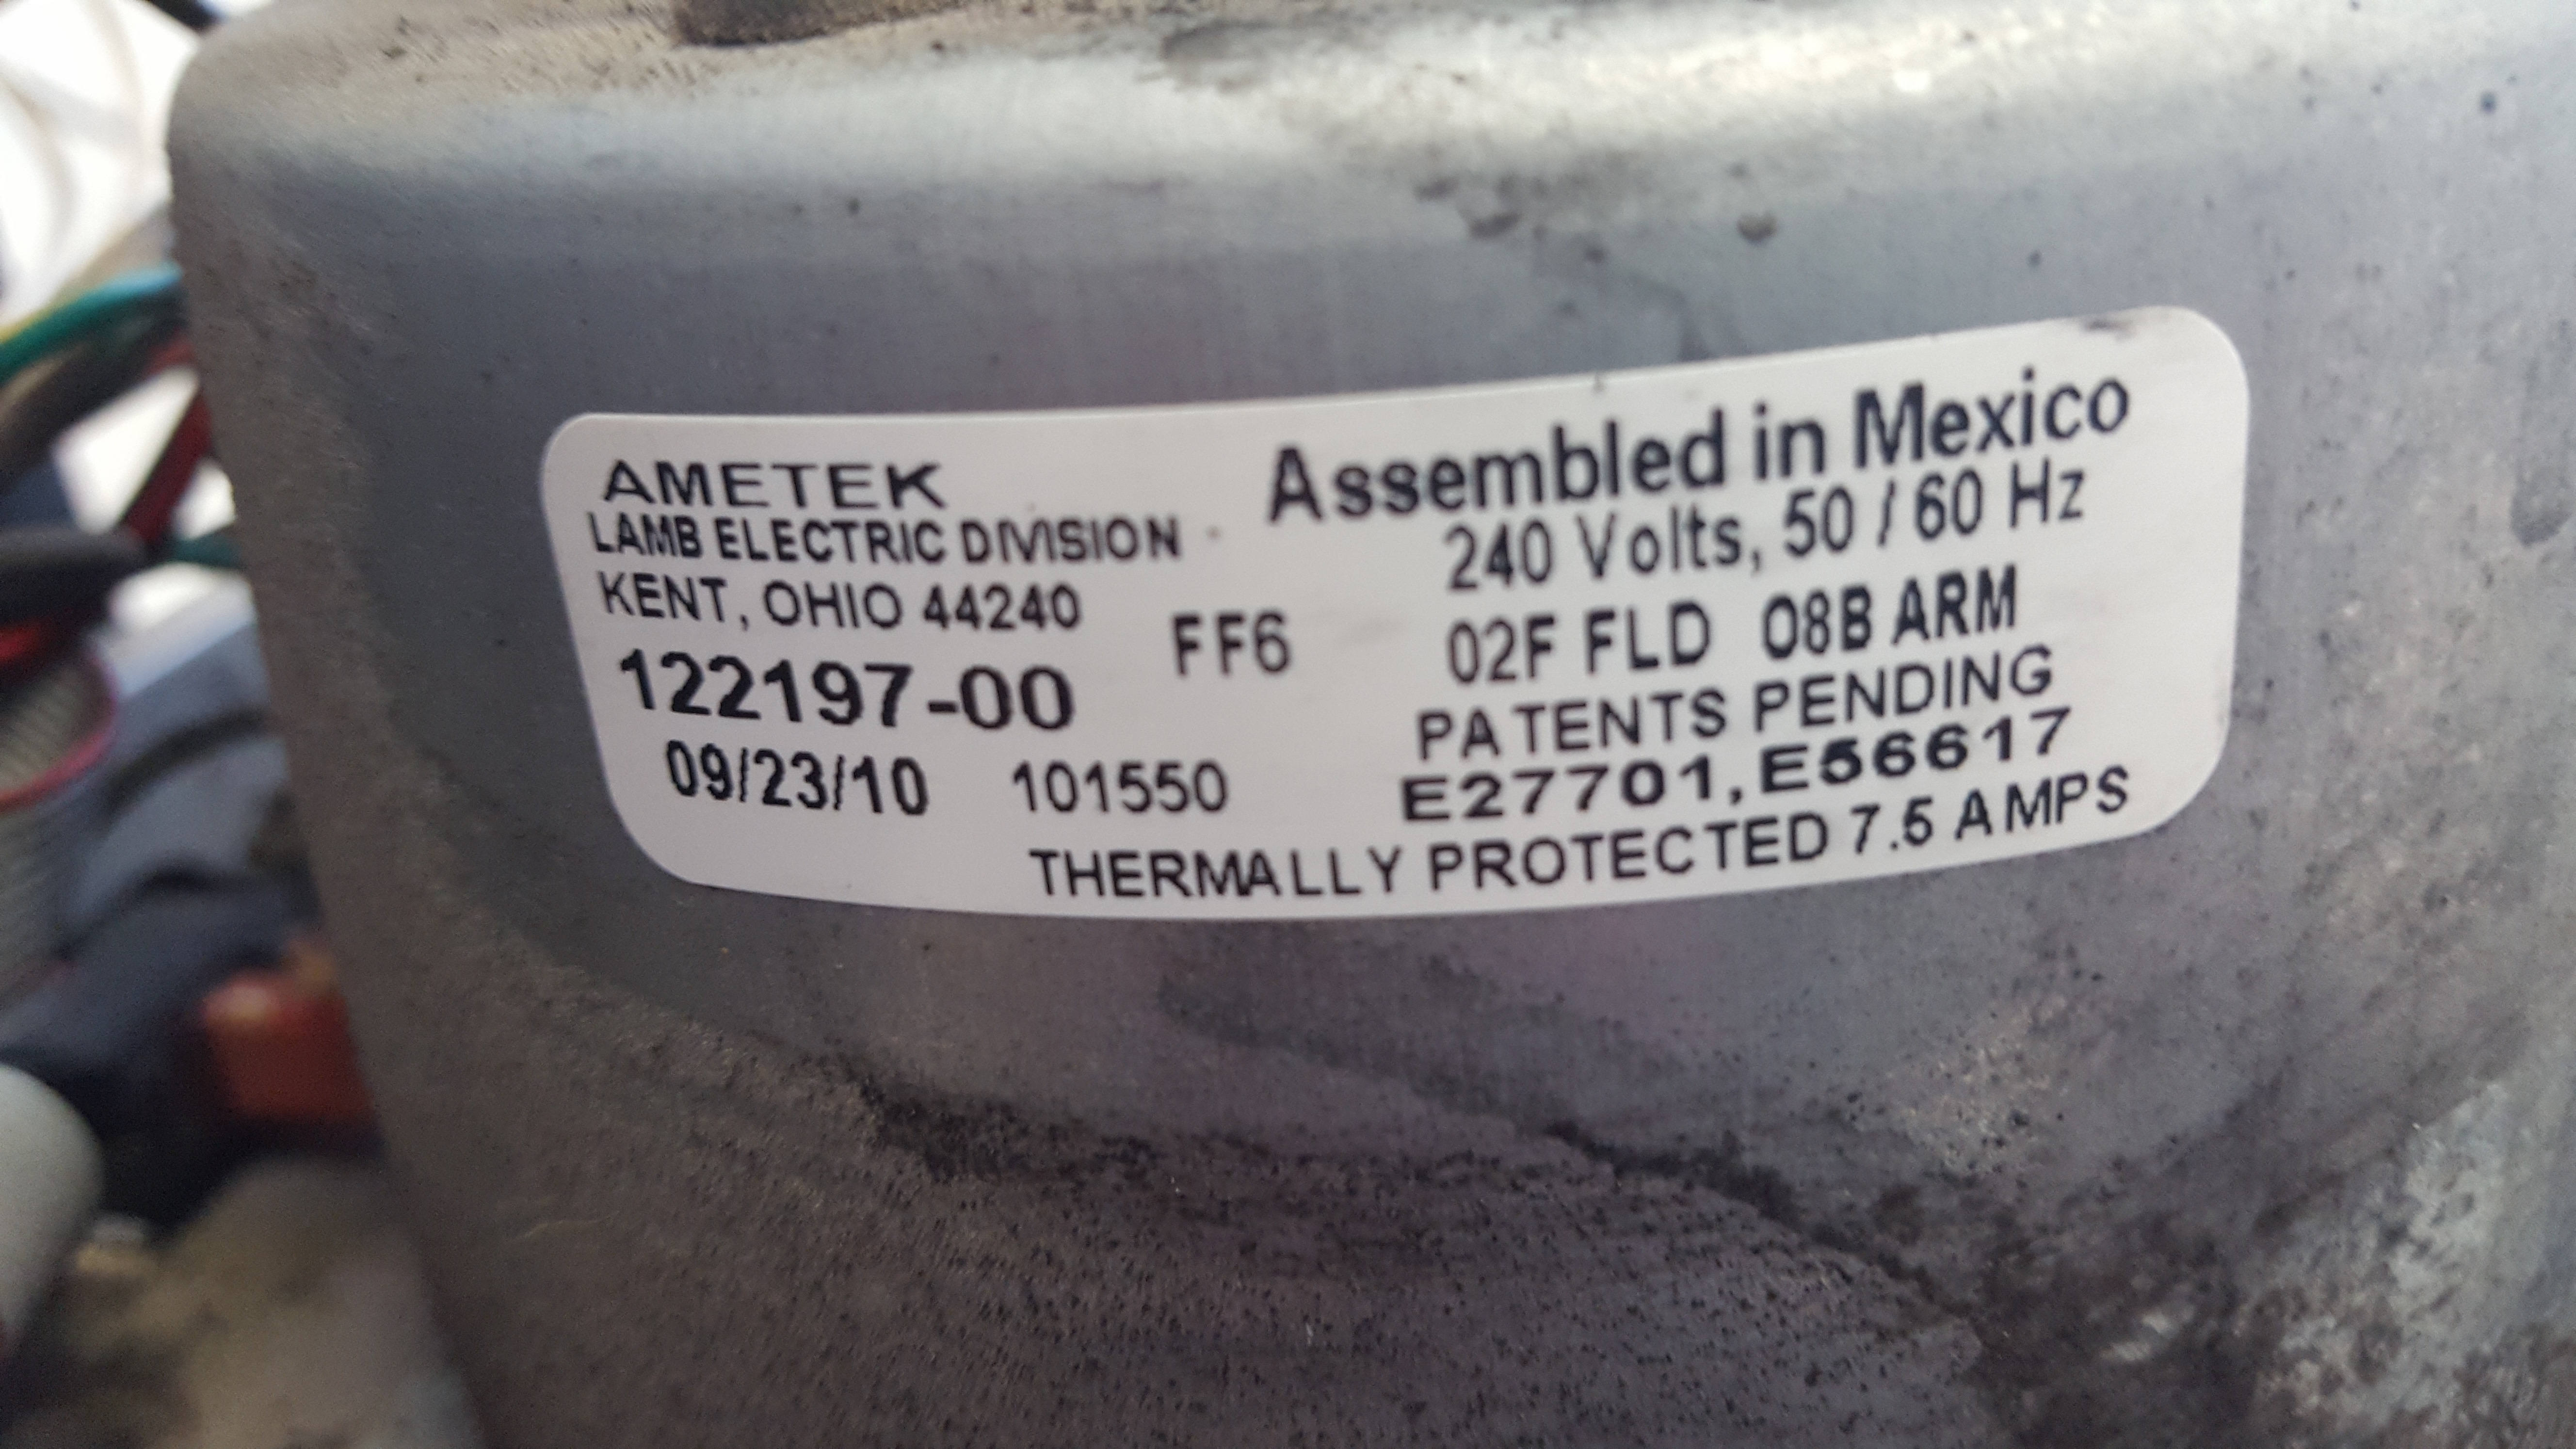 AMETEK
LAMB ELECTRIC DIVISION
KENT, OHIO 44240
122197-00
FF6
09/23/10 101550
Assembled in Mexico
240 Volts, 50 / 60 Hz
02F FLD 08B ARM
PATENTS PENDING
E27701, E56617
THERMALLY PROTECTED 7.5 AMPS